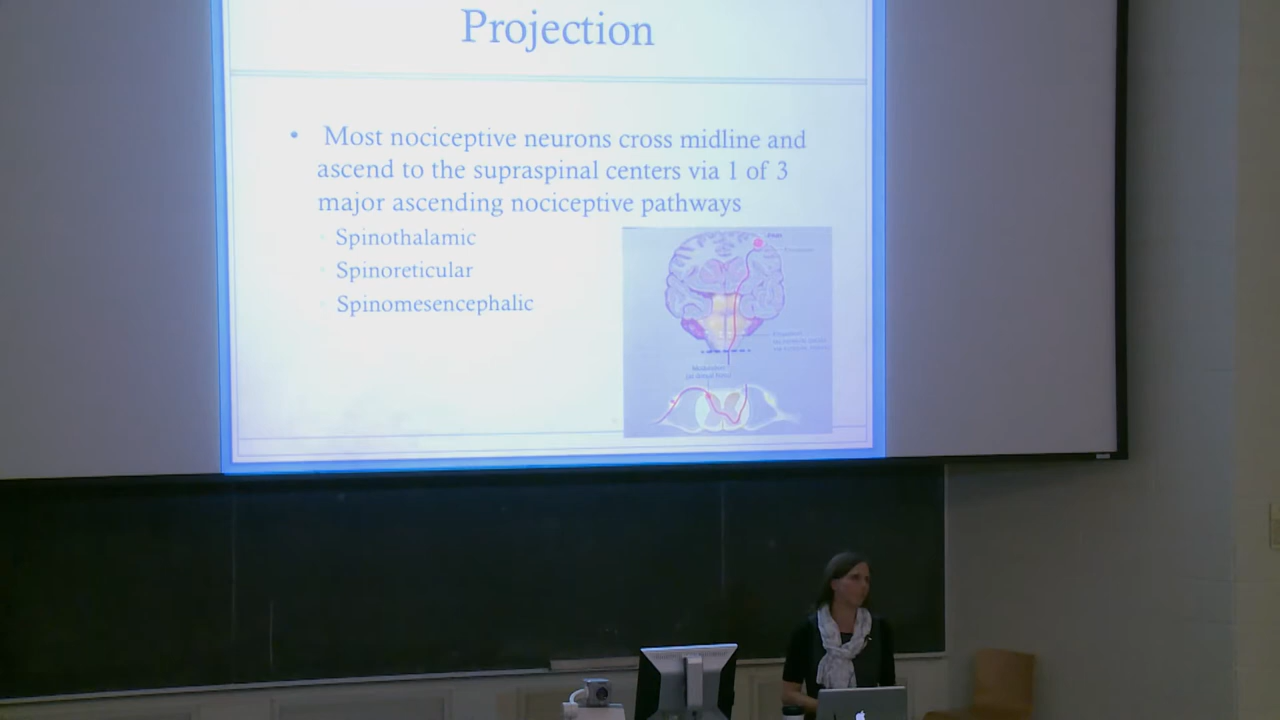 Projection
• Most nociceptive neurons cross midline and
ascend to the supraspinal centers via 1 of 3
major ascending nociceptive pathways
Spinothalamic
Spinoreticular
Spinomesencephalic